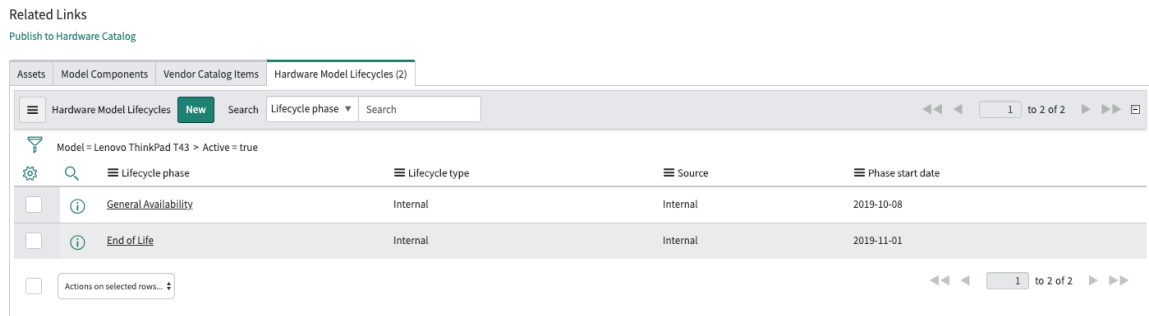 Related Links
Publish to Hardware Catalog
Assets Model Components Vendor Catalog Items Hardware Model Lifecycles (2)
Hardware Model Lifecycles New Search Lifecycle phase Search 1 to 2 of 2
Model = Lenovo ThinkPad T43 > Active = true
Lifecycle phase Lifecycle type Source Phase start date
General Availability Internal Internal 2019-10-08
End of Life Internal Internal 2019-11-01
Actions on selected rows... 1 to 2 of 2